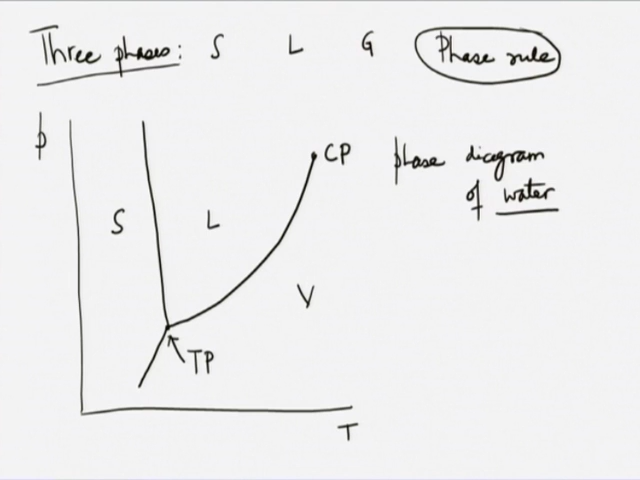 Three phases: S L G Phase rule
p
CP
phase diagram
of water
S L
V
TP
T